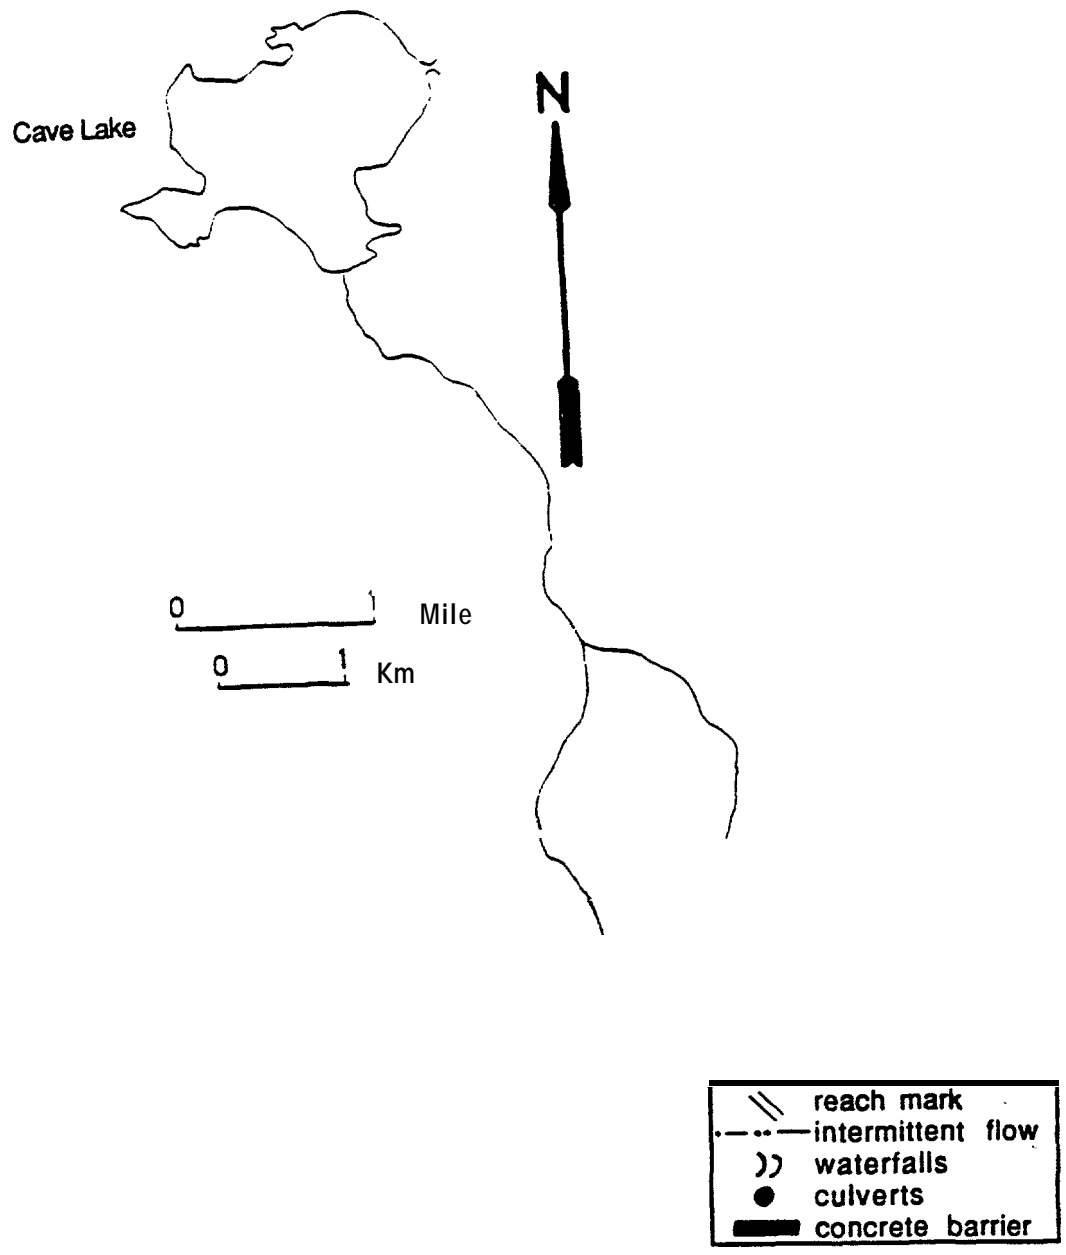 N
Cave Lake
0 1 Mile
0 1 Km
reach mark
intermittent flow
waterfalls
culverts
concrete barrier